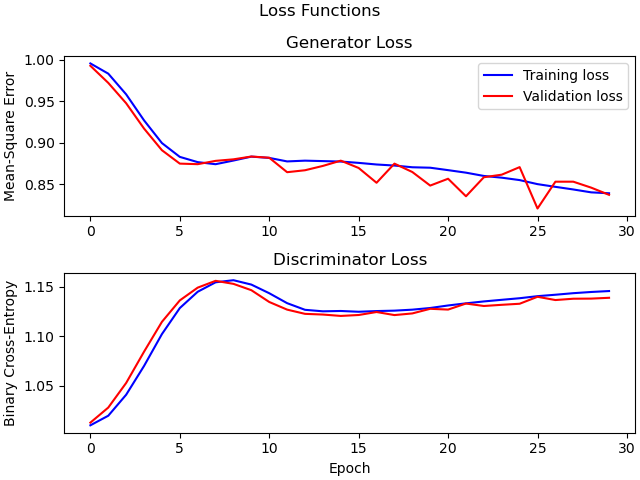 Loss Functions
Generator Loss
Mean-Square Error
1.00
0.95
0.90
0.85
Training loss
Validation loss
0 5 10 15 20 25 30
Discriminator Loss
Binary Cross-Entropy
1.15
1.10
1.05
0 5 10 15 20 25 30
Epoch